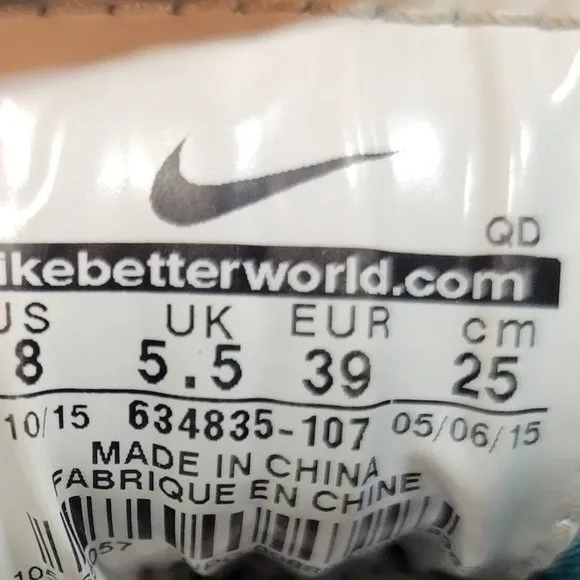 QD
ikebetterworld.com
US UK EUR cm
8 5.5 39 25
10/15 634835-107 05/06/15
MADE IN CHINA
FABRIQUE EN CHINE